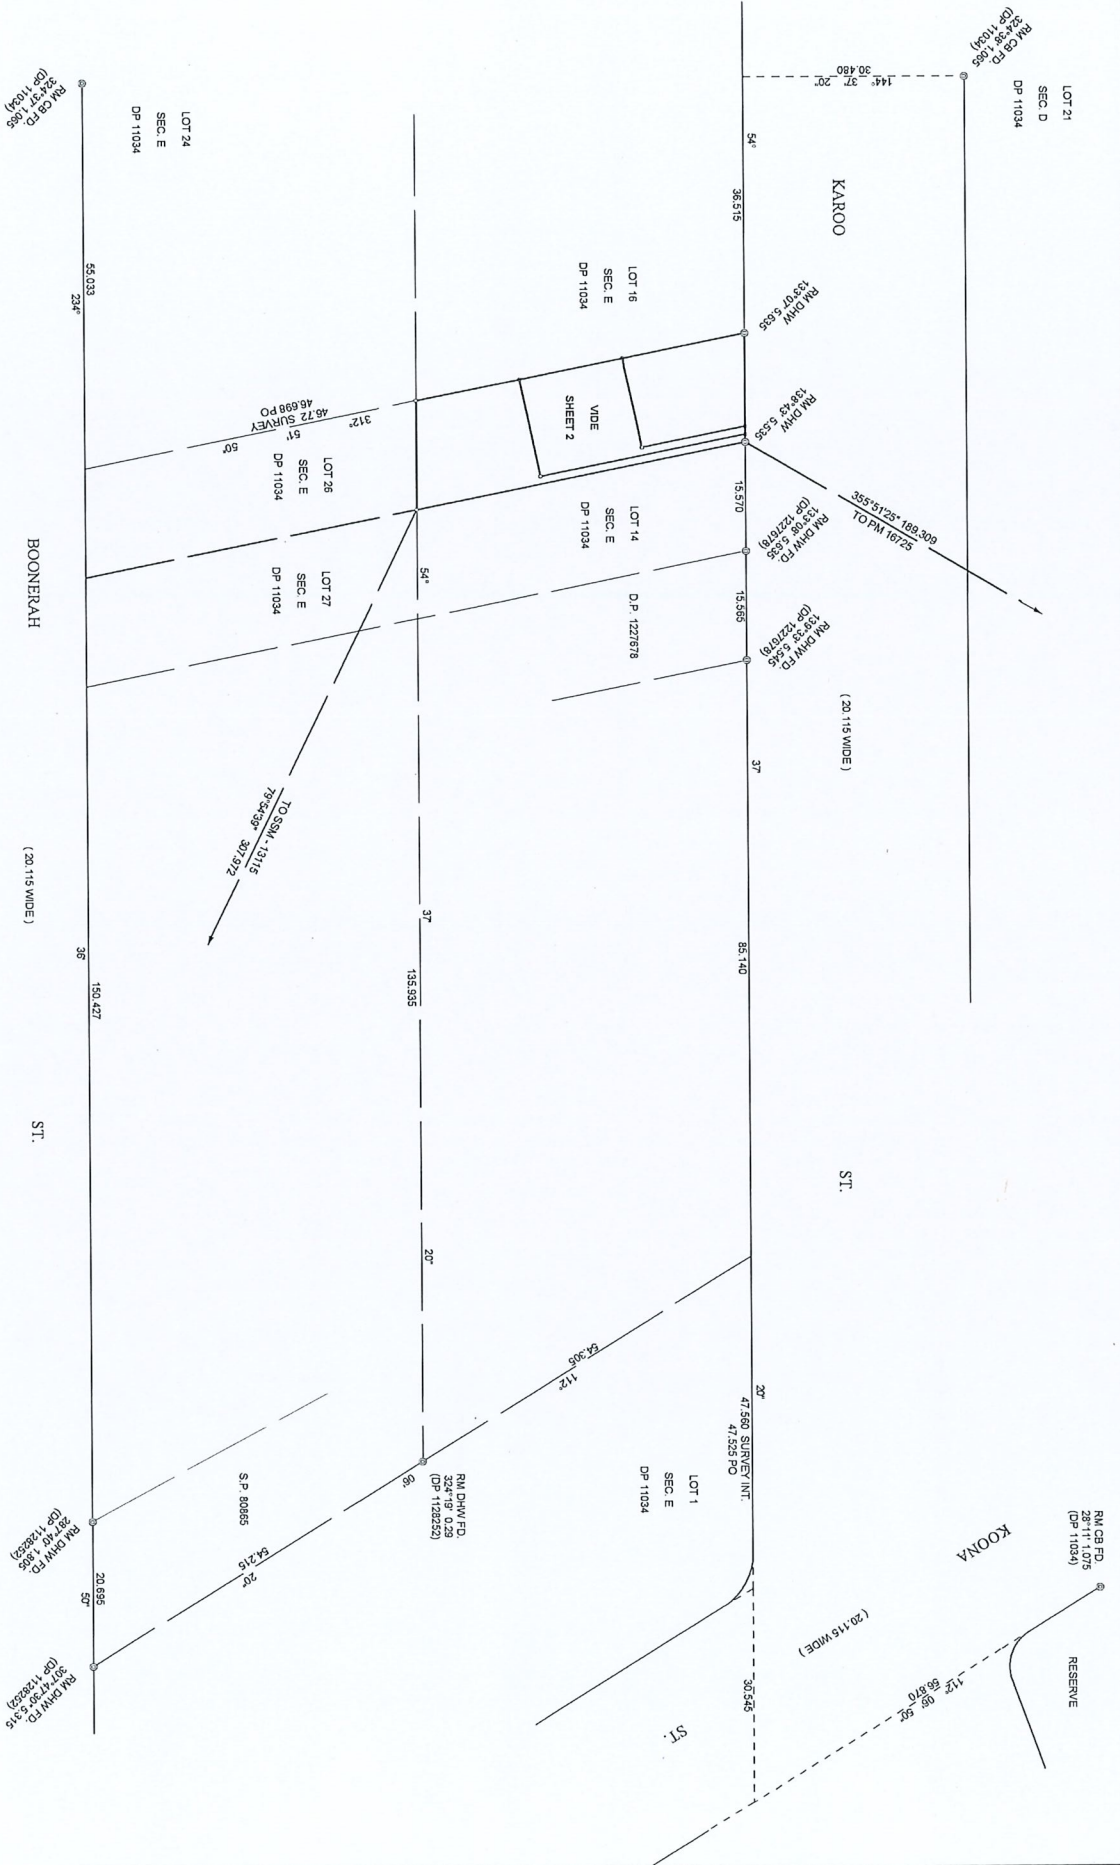 RM CB FD.
324°38' 1.065
(DP 11034)
LOT 21
SEC. D
DP 11034
144° 37' 20"
30.480
KAROO
( 20.115 WIDE )
ST.
54°
36.515
RM DHW
133°07' 5.635
RM DHW
138°43' 5.535
355°51'25" 189.309
TO PM 16725
15.570
RM DHW FD.
133°08' 5.635
(DP 1227678)
15.565
RM DHW FD.
139°33' 5.545
(DP 1227678)
37'
85.140
20"
47.560 SURVEY INT.
47.525 PO
30.545
KOONA
ST.
( 20.115 WIDE )
RM CB FD.
28°11' 1.075
(DP 11034)
RESERVE
112° 06' 50"
56.870
LOT 1
SEC. E
DP 11034
LOT 16
SEC. E
DP 11034
VIDE
SHEET 2
LOT 14
SEC. E
DP 11034
D.P. 1227678
54.305
112°
06'
54.215
20"
RM DHW FD.
324°19' 0.29
(DP 1128252)
54°
37'
135.935
20"
TO SSM - 13115
79°54'39" 307.972
312° 51' 50"
46.72 SURVEY
46.698 PO
LOT 26
SEC. E
DP 11034
LOT 27
SEC. E
DP 11034
LOT 24
SEC. E
DP 11034
RM CB FD.
324°37' 1.065
(DP 11034)
55.033
234°
36'
150.427
S.P. 80865
RM DHW FD.
287°40' 1.805
(DP 1128252)
20.695
50"
RM DHW FD.
307°47'30" 5.315
(DP 1128252)
BOONERAH
( 20.115 WIDE )
ST.